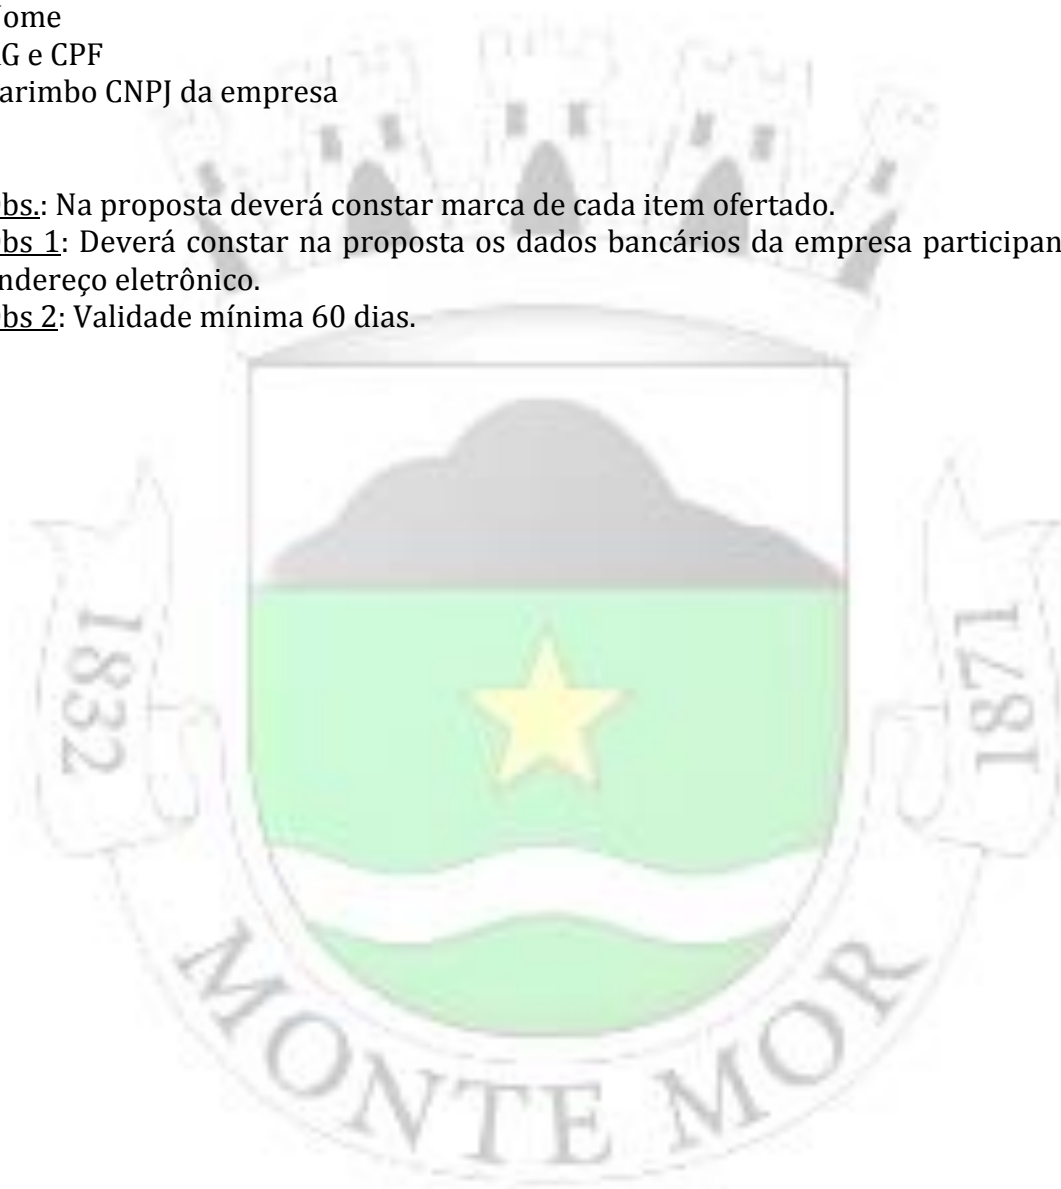 ome
G e CPF
arimbo CNPJ da empresa
bs.: Na proposta deverá constar marca de cada item ofertado.
bs 1: Deverá constar na proposta os dados bancários da empresa participan
ndereço eletrônico.
bs 2: Validade mínima 60 dias.
1832
1871
MONTE MOR